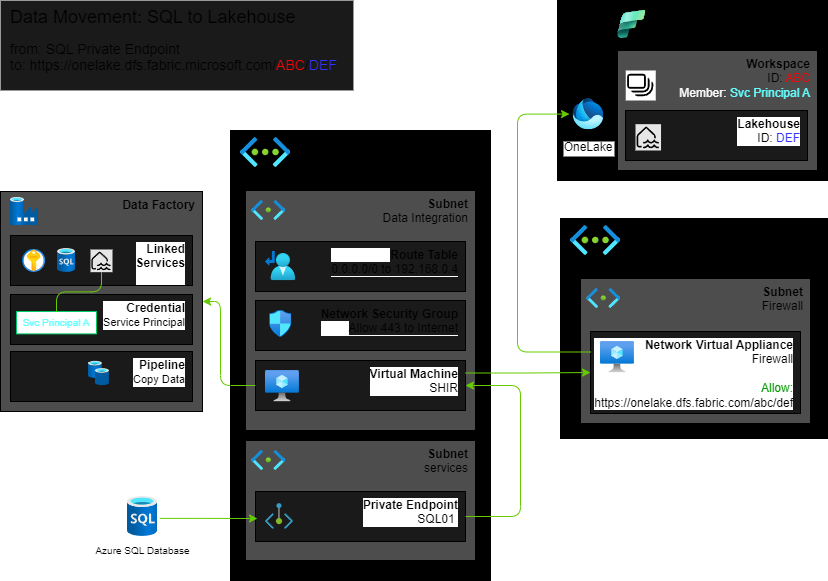 Data Movement: SQL to Lakehouse
from: SQL Private Endpoint
to: https://onelake.dfs.fabric.microsoft.com/ABC/DEF
Workspace
ID: ABC
Member: Svc Principal A
Lakehouse
ID: DEF
OneLake
Data Factory
Linked
Services
SQL
Credential
Service Principal
Svc Principal A
Pipeline
Copy Data
Subnet
Data Integration
Route Table
0.0.0.0/0 to 192.168.0.4
Network Security Group
Allow 443 to Internet
Virtual Machine
SHIR
Subnet
services
Private Endpoint
SQL01
SQL
Azure SQL Database
Subnet
Firewall
Network Virtual Appliance
Firewall
Allow:
https://onelake.dfs.fabric.com/abc/def